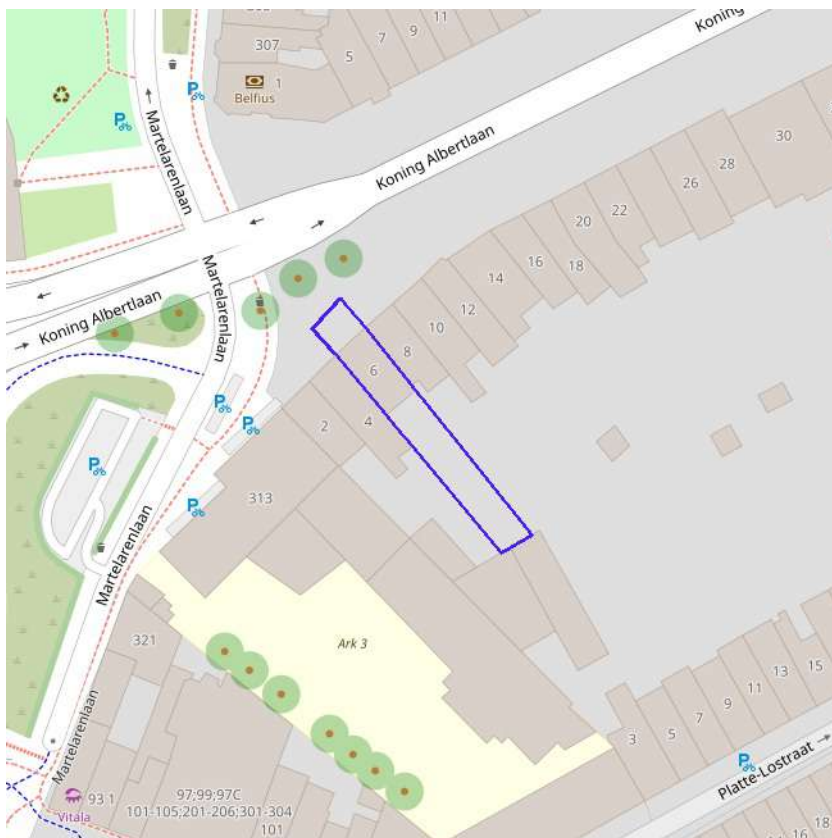 307
11
9
7
5
1
Belfius
Koning
Martelarenlaan
Koning Albertlaan
30
28
26
22
20
18
16
14
12
10
8
6
4
2
Martelarenlaan
Koning Albertlaan
313
Martelarenlaan
Ark 3
321
Martelarenlaan
15
13
11
9
7
5
3
Platte-Lostraat
93 1
Vitala
97;99;97C
101-105;201-206;301-304
101
18
16